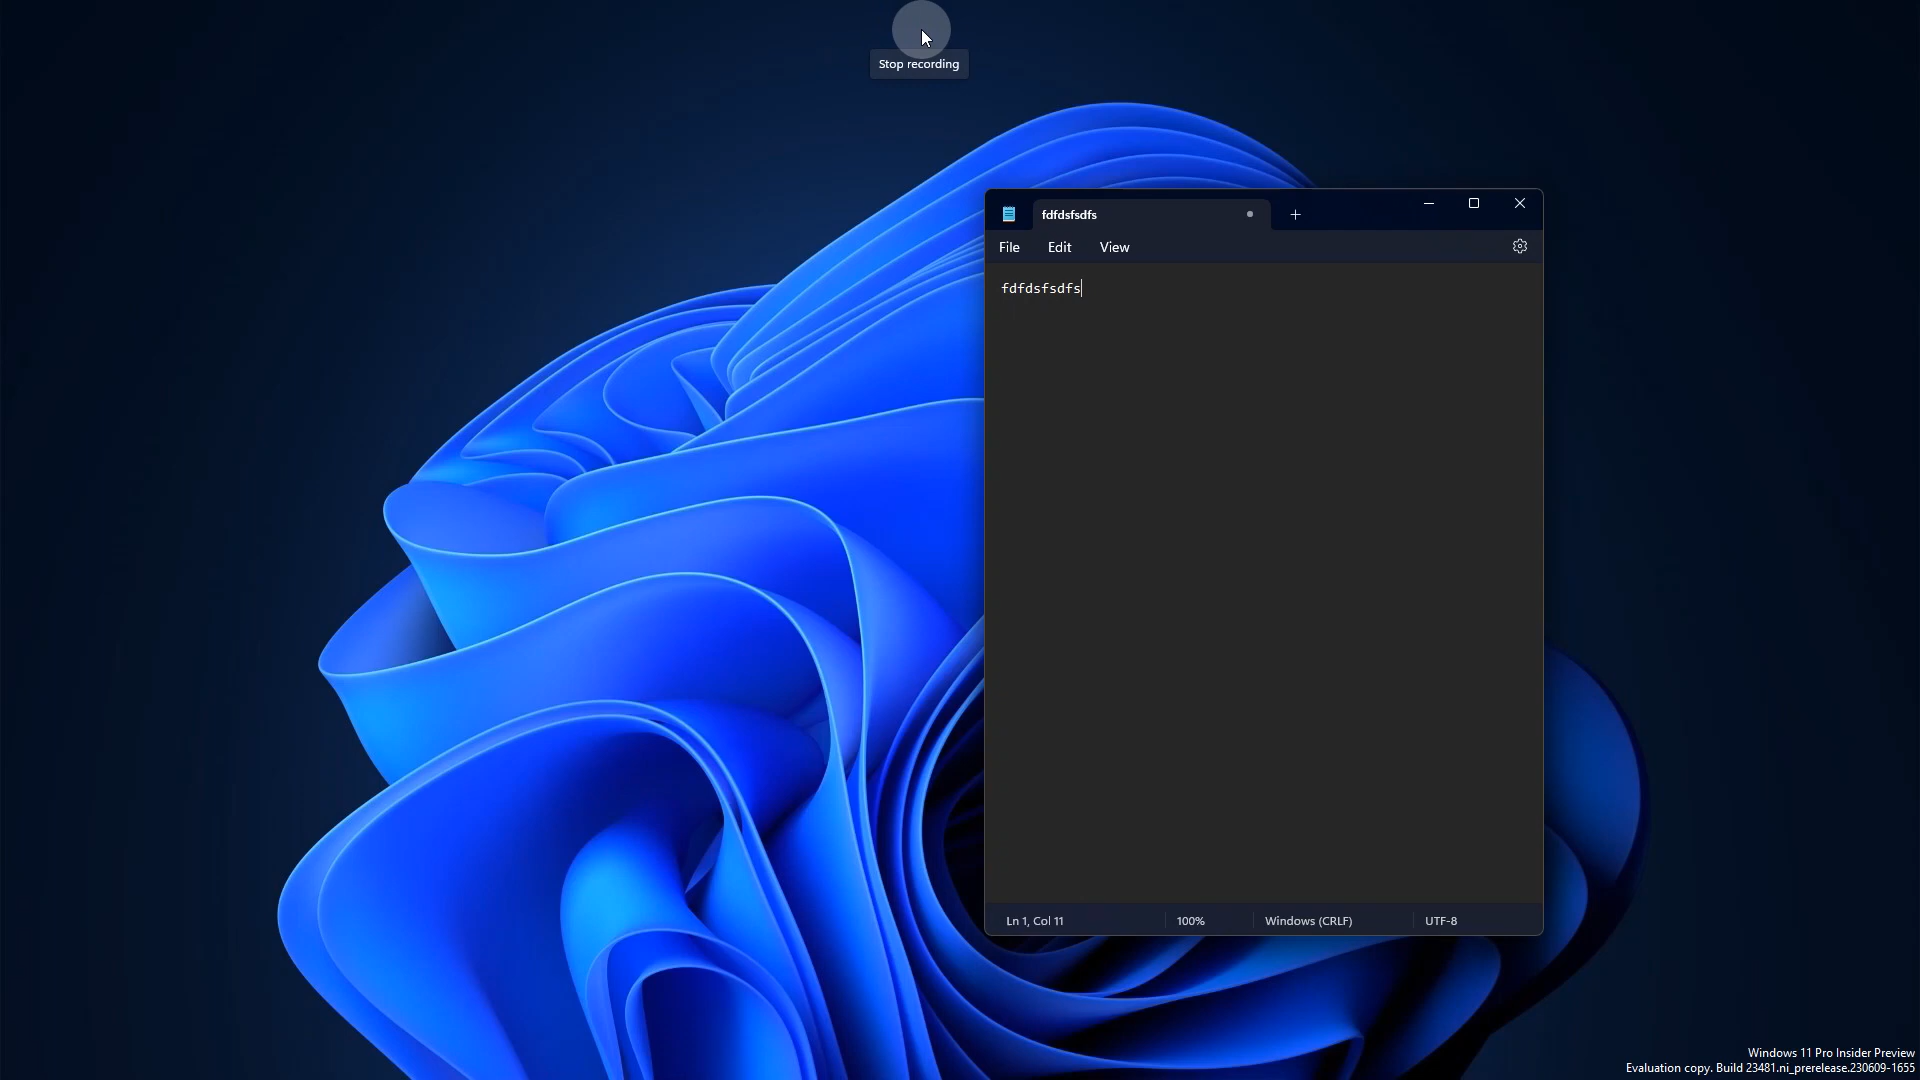 Stop recording
fdfdsfsdfs
File Edit View
fdfdsfsdfs
Ln 1, Col 11 100% Windows (CRLF) UTF-8
Windows 11 Pro Insider Preview
Evaluation copy. Build 23481.ni_prerelease.230609-1655